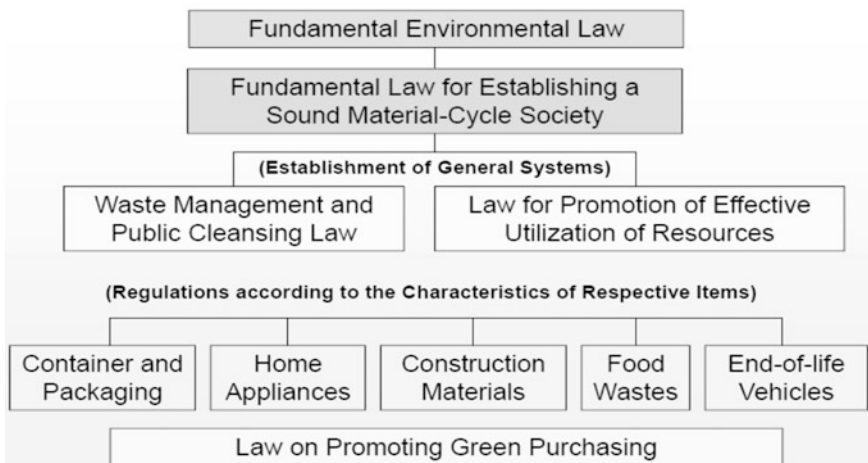 Fundamental Environmental Law
Fundamental Law for Establishing a
Sound Material-Cycle Society
(Establishment of General Systems)
Waste Management and
Public Cleansing Law
Law for Promotion of Effective
Utilization of Resources
(Regulations according to the Characteristics of Respective Items)
Container and
Packaging
Home
Appliances
Construction
Materials
Food
Wastes
End-of-life
Vehicles
Law on Promoting Green Purchasing